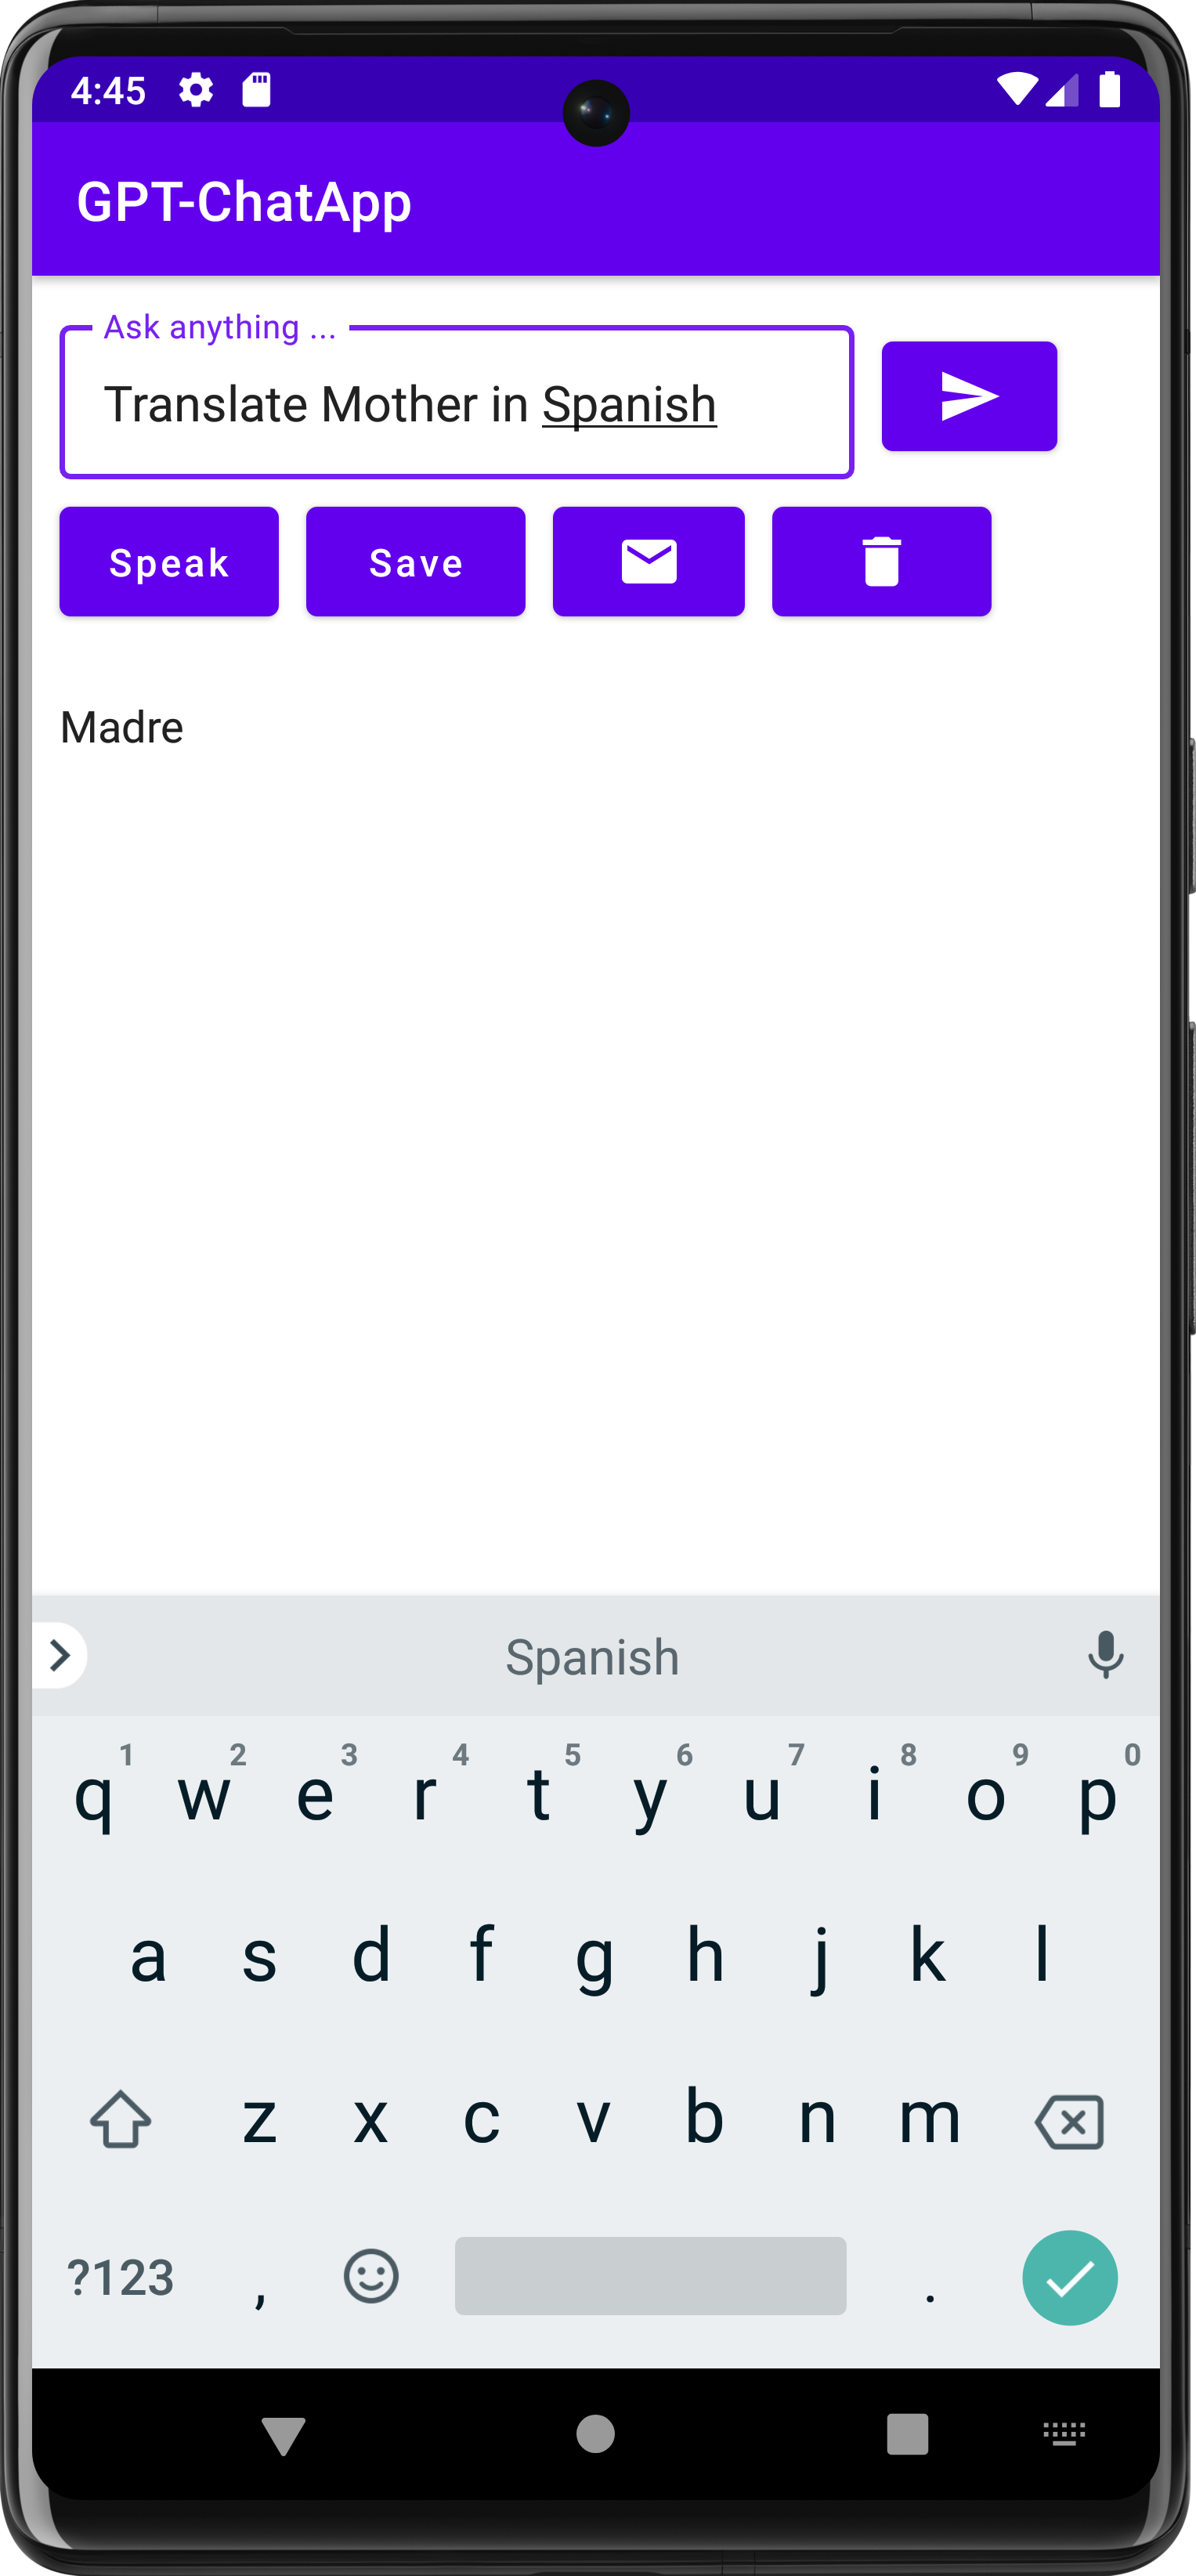 4:45
GPT-ChatApp
Ask anything ...
Translate Mother in Spanish
Speak Save
Madre
Spanish
1 2 3 4 5 6 7 8 9 0
q w e r t y u i o p
a s d f g h j k l
z x c v b n m
?123 , .